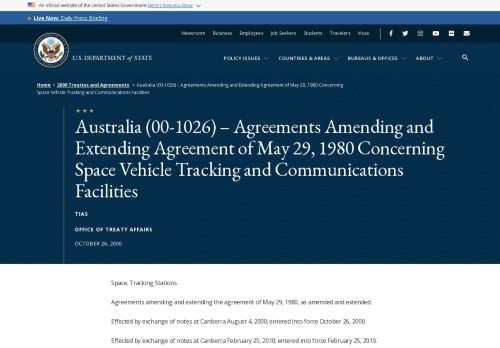 An official website of the United States Government Here's how you know
Live Now: Daily Press Briefing
Newsroom Business Employees Job Seekers Students Travelers Visas
U.S. DEPARTMENT of STATE
POLICY ISSUES COUNTRIES & AREAS BUREAUS & OFFICES ABOUT
Home > 2000 Treaties and Agreements > Australia (00-1026) – Agreements Amending and Extending Agreement of May 29, 1980 Concerning
Space Vehicle Tracking and Communications Facilities
Australia (00-1026) – Agreements Amending and
Extending Agreement of May 29, 1980 Concerning
Space Vehicle Tracking and Communications
Facilities
TIAS
OFFICE OF TREATY AFFAIRS
OCTOBER 26, 2000
Space: Tracking Stations
Agreements amending and extending the agreement of May 29, 1980, as amended and extended.
Effected by exchange of notes at Canberra August 4, 2000; entered into force October 26, 2000.
Effected by exchange of notes at Canberra February 25, 2010; entered into force February 25, 2010.